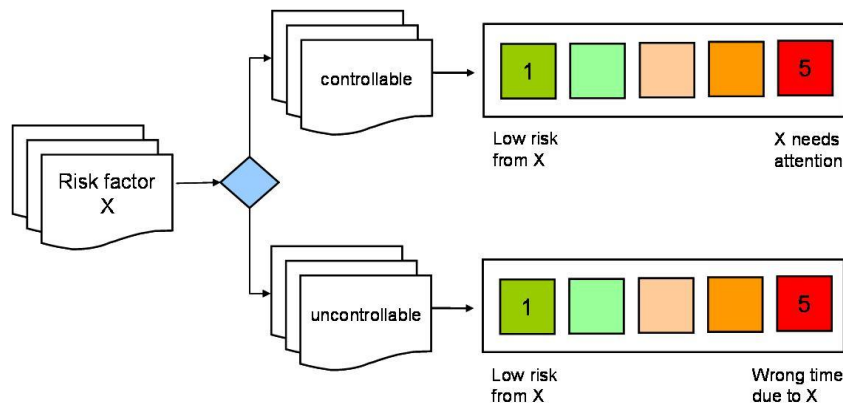 controllable
1
5
Low risk
from X
X needs
attention
Risk factor
X
uncontrollable
1
5
Low risk
from X
Wrong time
due to X